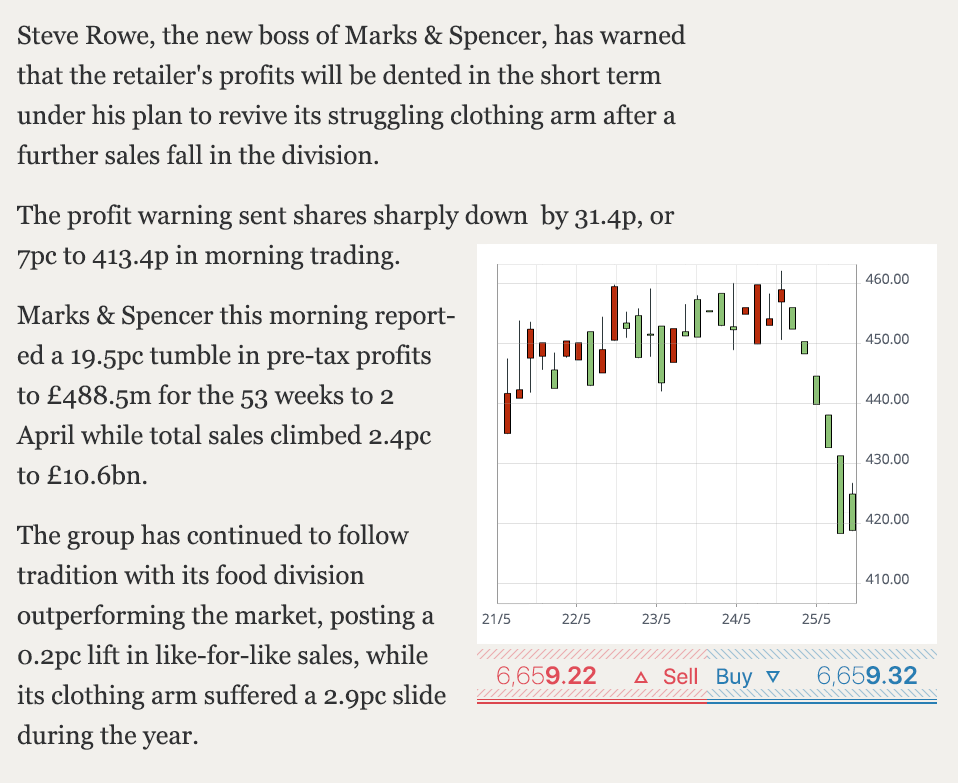 Steve Rowe, the new boss of Marks & Spencer, has warned
that the retailer's profits will be dented in the short term
under his plan to revive its struggling clothing arm after a
further sales fall in the division.
The profit warning sent shares sharply down  by 31.4p, or
7pc to 413.4p in morning trading.
Marks & Spencer this morning report-
ed a 19.5pc tumble in pre-tax profits
to £488.5m for the 53 weeks to 2
April while total sales climbed 2.4pc
to £10.6bn.
The group has continued to follow
tradition with its food division
outperforming the market, posting a
0.2pc lift in like-for-like sales, while
its clothing arm suffered a 2.9pc slide
during the year.
460.00
450.00
440.00
430.00
420.00
410.00
21/5 22/5 23/5 24/5 25/5
6,659.22 △ Sell Buy ▽ 6,659.32